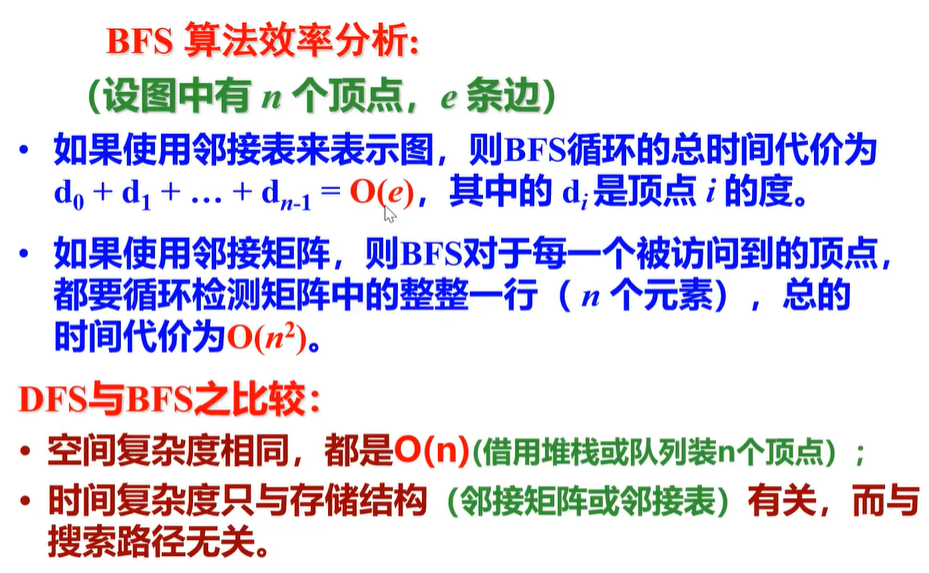 BFS 算法效率分析:
（设图中有 n 个顶点，e 条边）
• 如果使用邻接表来表示图，则BFS循环的总时间代价为
d₀ + d₁ + … + dₙ₋₁ = O(e)，其中的 dᵢ 是顶点 i 的度。
• 如果使用邻接矩阵，则BFS对于每一个被访问到的顶点，
都要循环检测矩阵中的整整一行（ n 个元素），总的
时间代价为O(n²)。
DFS与BFS之比较：
• 空间复杂度相同，都是O(n)(借用堆栈或队列装n个顶点）；
• 时间复杂度只与存储结构（邻接矩阵或邻接表）有关，而与
搜索路径无关。